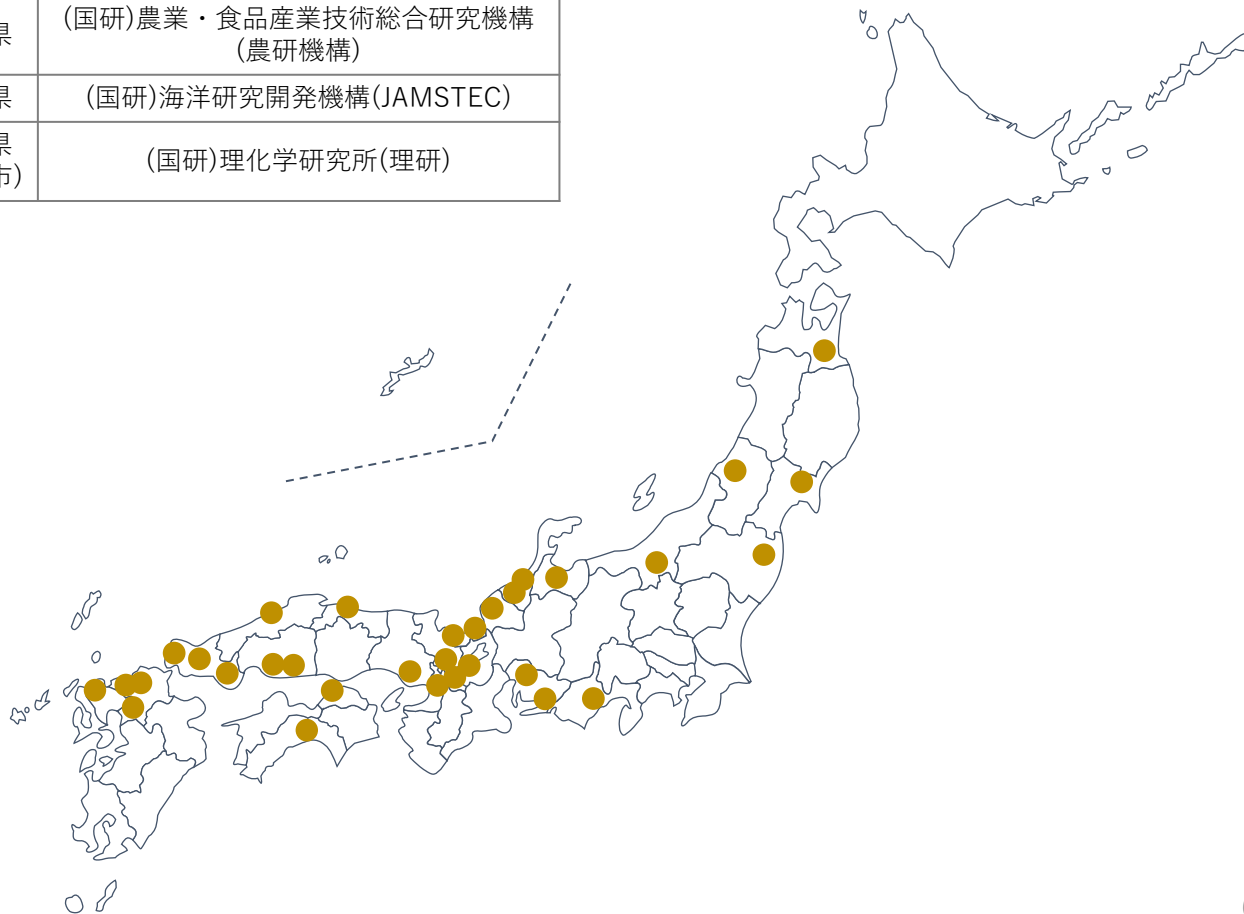 県
(国研)農業・食品産業技術総合研究機構
(農研機構)
県
(国研)海洋研究開発機構(JAMSTEC)
県
市)
(国研)理化学研究所(理研)